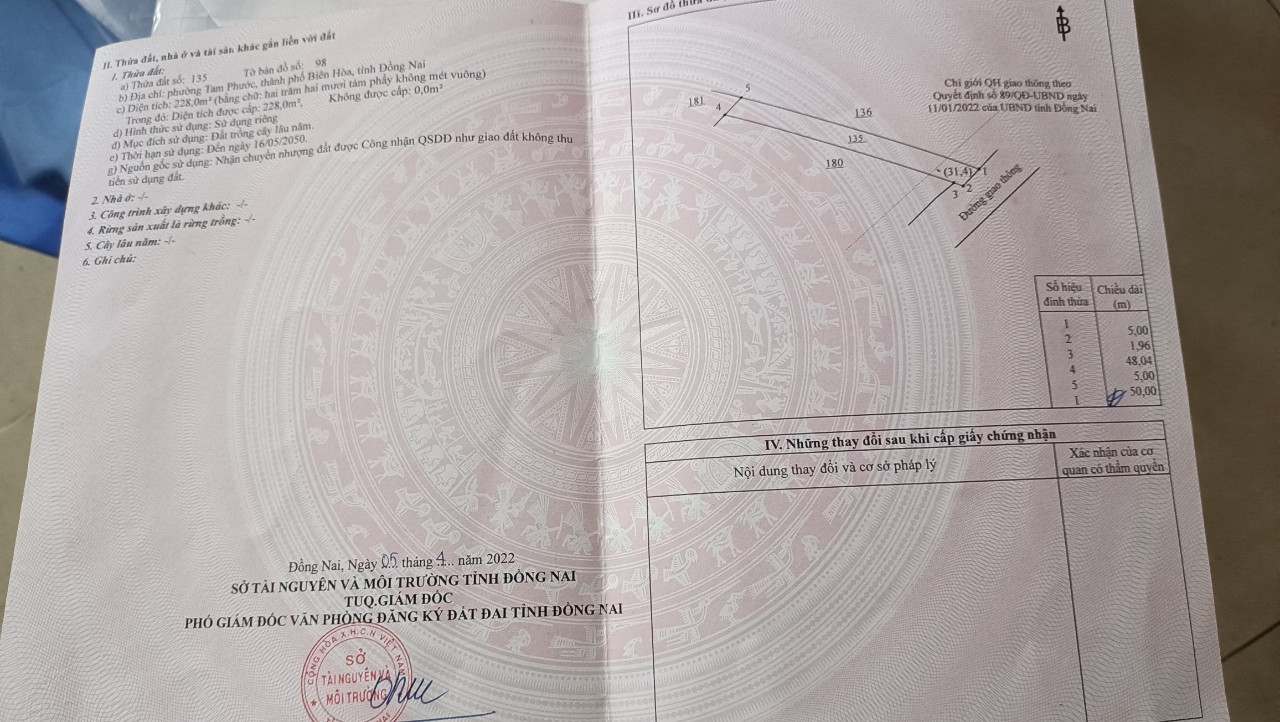 II. Thửa đất, nhà ở và tài sản khác gắn liền với đất
1. Thửa đất:
a) Thửa đất số: 135 Tờ bản đồ số: 98
b) Địa chỉ: phường Tam Phước, thành phố Biên Hòa, tỉnh Đồng Nai
c) Diện tích: 228,0m² (bằng chữ: hai trăm hai mươi tám phẩy không mét vuông)
Trong đó: Diện tích được cấp: 228,0m², Không được cấp: 0,0m²
d) Hình thức sử dụng: Sử dụng riêng
đ) Mục đích sử dụng: Đất trồng cây lâu năm.
e) Thời hạn sử dụng: Đến ngày 16/05/2050.
g) Nguồn gốc sử dụng: Nhận chuyển nhượng đất được Công nhận QSDĐ như giao đất không thu
tiền sử dụng đất.
2. Nhà ở: -/-
3. Công trình xây dựng khác: -/-
4. Rừng sản xuất là rừng trồng: -/-
5. Cây lâu năm: -/-
6. Ghi chú:
Đồng Nai, Ngày 05 tháng 4... năm 2022
SỞ TÀI NGUYÊN VÀ MÔI TRƯỜNG TỈNH ĐỒNG NAI
TUQ.GIÁM ĐỐC
PHÓ GIÁM ĐỐC VĂN PHÒNG ĐĂNG KÝ ĐẤT ĐAI TỈNH ĐỒNG NAI
CỘNG HÒA X.H.C.N VIỆT NAM
SỞ
TÀI NGUYÊN VÀ
MÔI TRƯỜNG
III. Sơ đồ thửa
B
Chỉ giới QH giao thông theo
Quyết định số 89/QĐ-UBND ngày
11/01/2022 của UBND tỉnh Đồng Nai
5
181
4
136
135
180
(31,4)
1
2
3
Đường giao thông
Số hiệu đỉnh thửa Chiều dài (m)
1
5,00
2
1,96
3
48,04
4
5,00
5
50,00
1
IV. Những thay đổi sau khi cấp giấy chứng nhận
Nội dung thay đổi và cơ sở pháp lý
Xác nhận của cơ
quan có thẩm quyền